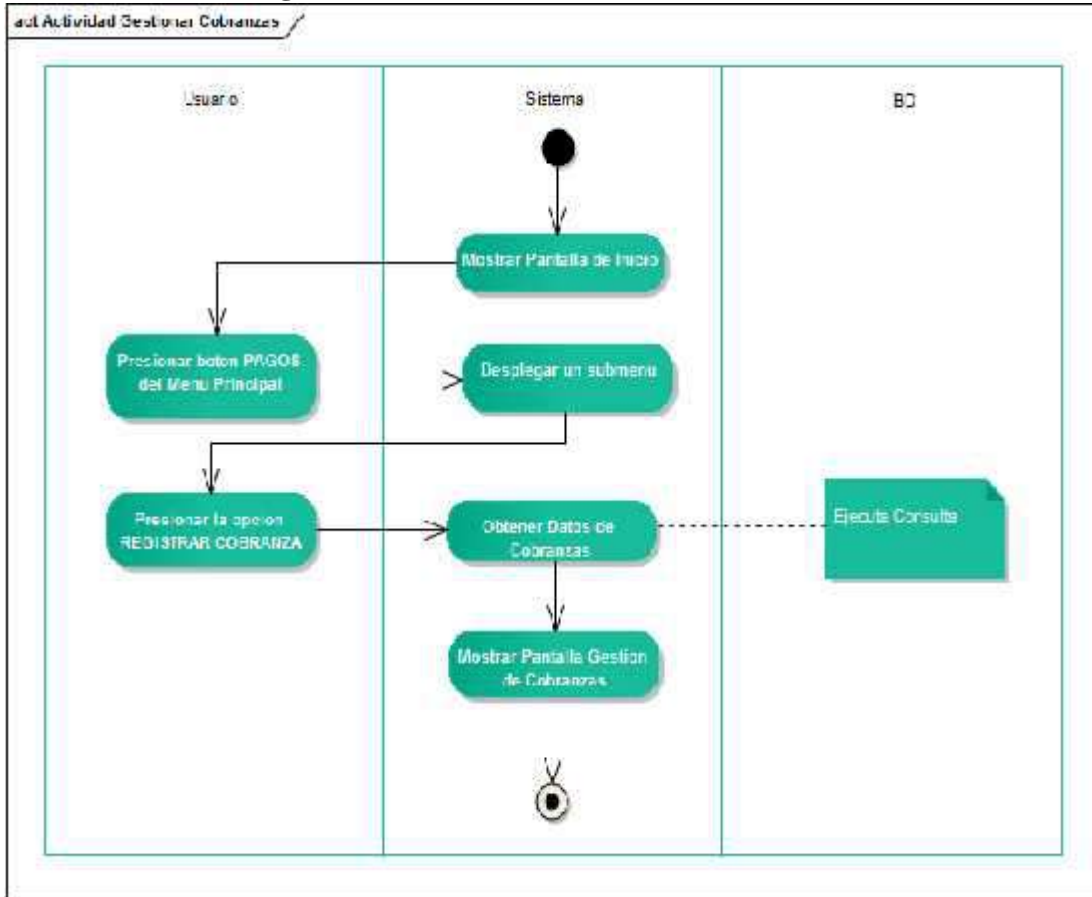 act Actividad Gestionar Cobranzas
Usuario
Sistema
BD
Mostrar Pantalla de Inicio
Presionar boton PAGOS
del Menu Principal
Desplegar un submenu
Presionar la opcion
REGISTRAR COBRANZA
Obtener Datos de
Cobranzas
Ejecuta Consulta
Mostrar Pantalla Gestion
de Cobranzas